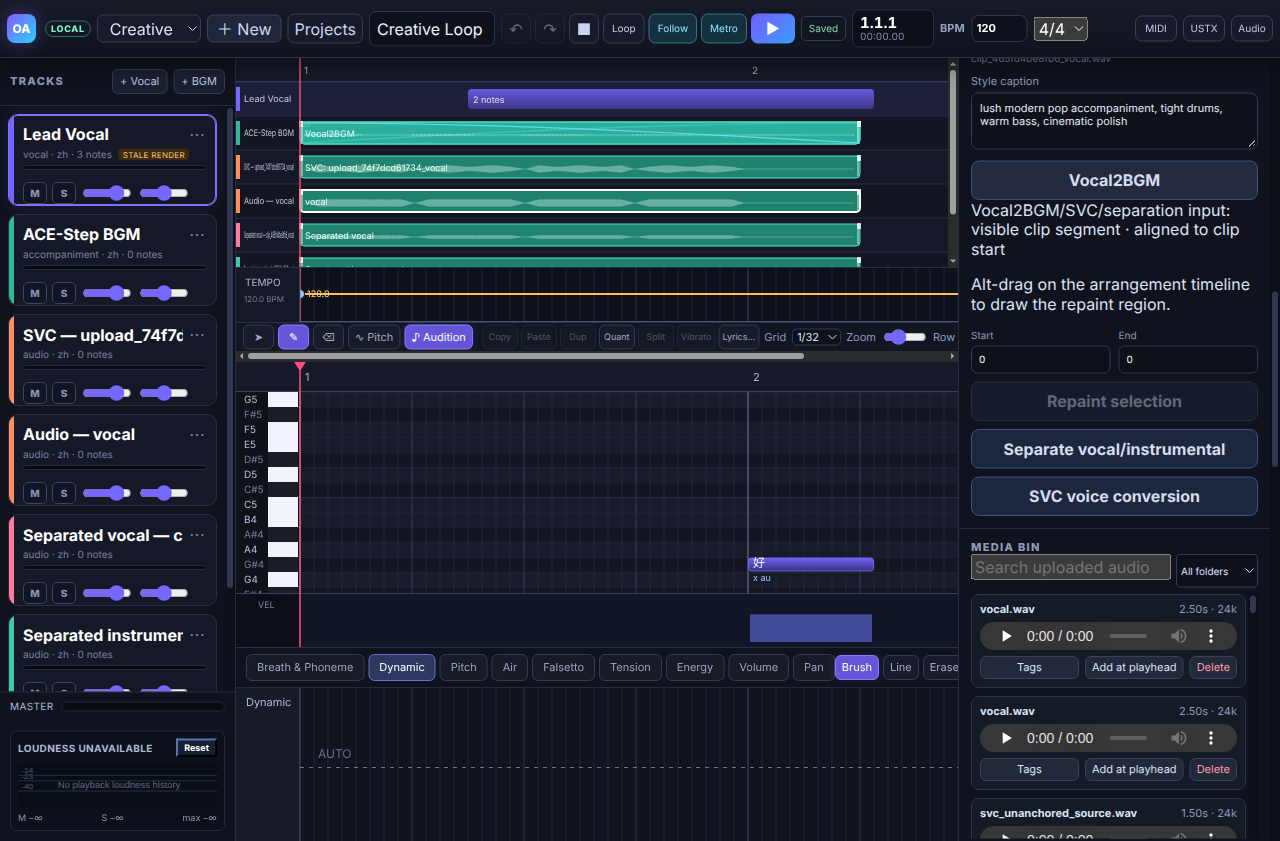 OA LOCAL Creative + New Projects Creative Loop Loop Follow Metro Saved 1.1.1 BPM 120 4/4 MIDI USTX Audio
00:00.00
TRACKS + Vocal + BGM
Lead Vocal
vocal · zh · 3 notes STALE RENDER
M S
ACE-Step BGM
accompaniment · zh · 0 notes
M S
SVC — upload_74f7d
audio · zh · 0 notes
M S
Audio — vocal
audio · zh · 0 notes
M S
Separated vocal — c
audio · zh · 0 notes
M S
Separated instrumer
audio · zh · 0 notes
M S
MASTER
LOUDNESS UNAVAILABLE Reset
-14
-23
-40
No playback loudness history
M -∞ S -∞ max -∞
1 2
Lead Vocal 2 notes
ACE-Step BGM Vocal2BGM
SVC: upload_74f7dcd61734_vocal
Audio — vocal vocal
Separated vocal
TEMPO
120.0 BPM
120.0
Pitch Audition Copy Paste Dup Quant Split Vibrato Lyrics... Grid 1/32 Zoom Row
1 2
G5
F#5
F5
E5
D#5
D5
C#5
C5
B4
A#4
A4
G#4 好
G4 x au
F#4
VEL
Breath & Phoneme Dynamic Pitch Air Falsetto Tension Energy Volume Pan Brush Line Erase
Dynamic
AUTO
clip_465fd4be8fb6_vocal.wav
Style caption
lush modern pop accompaniment, tight drums,
warm bass, cinematic polish
Vocal2BGM
Vocal2BGM/SVC/separation input:
visible clip segment · aligned to clip
start
Alt-drag on the arrangement timeline
to draw the repaint region.
Start End
0 0
Repaint selection
Separate vocal/instrumental
SVC voice conversion
MEDIA BIN
Search uploaded audio All folders
vocal.wav 2.50s · 24k
0:00 / 0:00
Tags Add at playhead Delete
vocal.wav 2.50s · 24k
0:00 / 0:00
Tags Add at playhead Delete
svc_unanchored_source.wav 1.50s · 24k
0:00 / 0:00